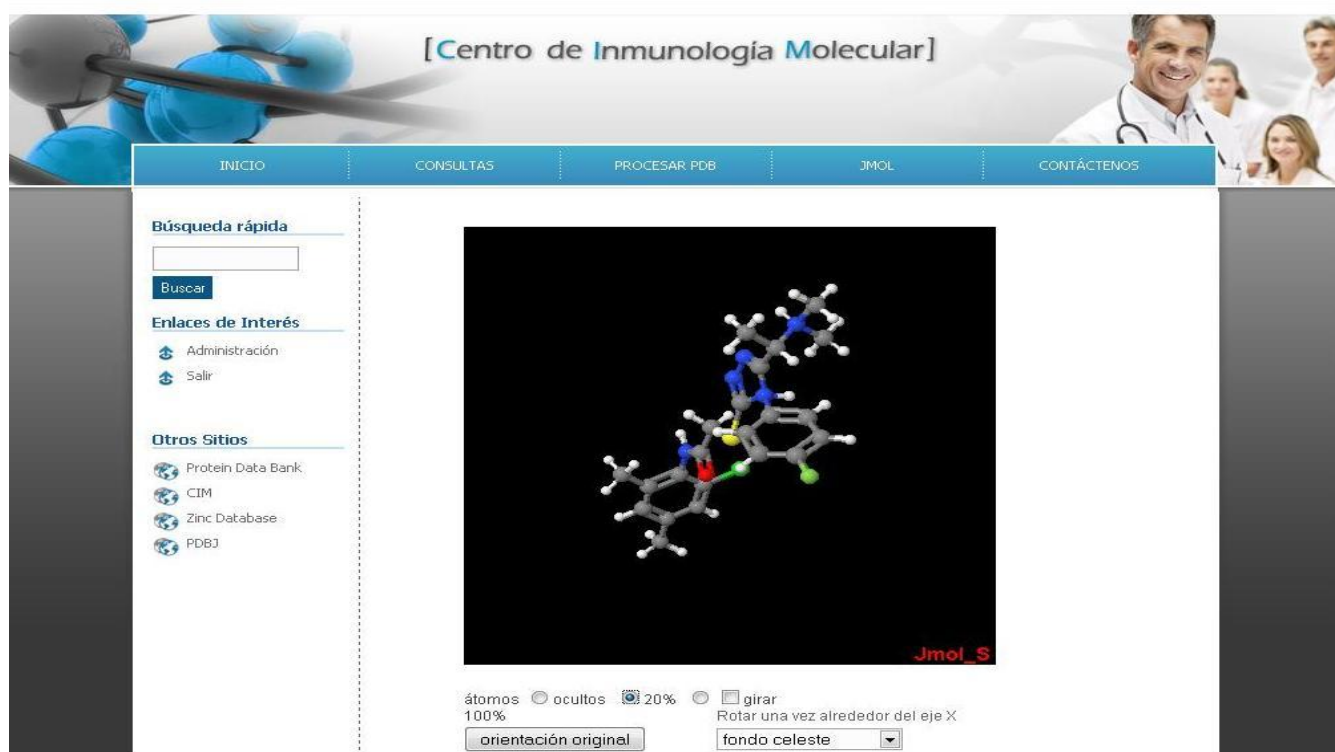 [Centro de Inmunología Molecular]
INICIO CONSULTAS PROCESAR PDB JMOL CONTÁCTENOS
Búsqueda rápida
Buscar
Enlaces de Interés
Administración
Salir
Otros Sitios
Protein Data Bank
CIM
Zinc Database
PDBJ
Jmol_S
átomos ocultos 20% girar
100% Rotar una vez alrededor del eje X
orientación original fondo celeste